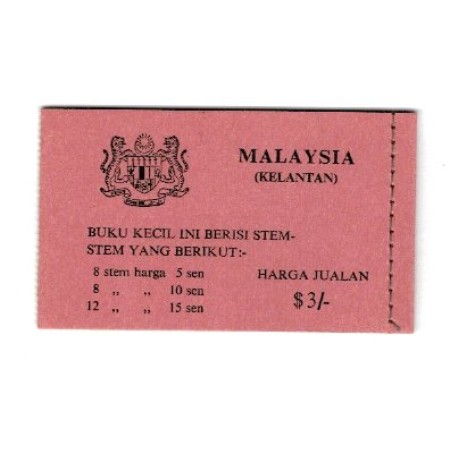 MALAYSIA
(KELANTAN)
BUKU KECIL INI BERISI STEM-
STEM YANG BERIKUT:-
8 stem harga 5 sen
8 „ „ 10 sen
12 „ „ 15 sen
HARGA JUALAN
$3/-